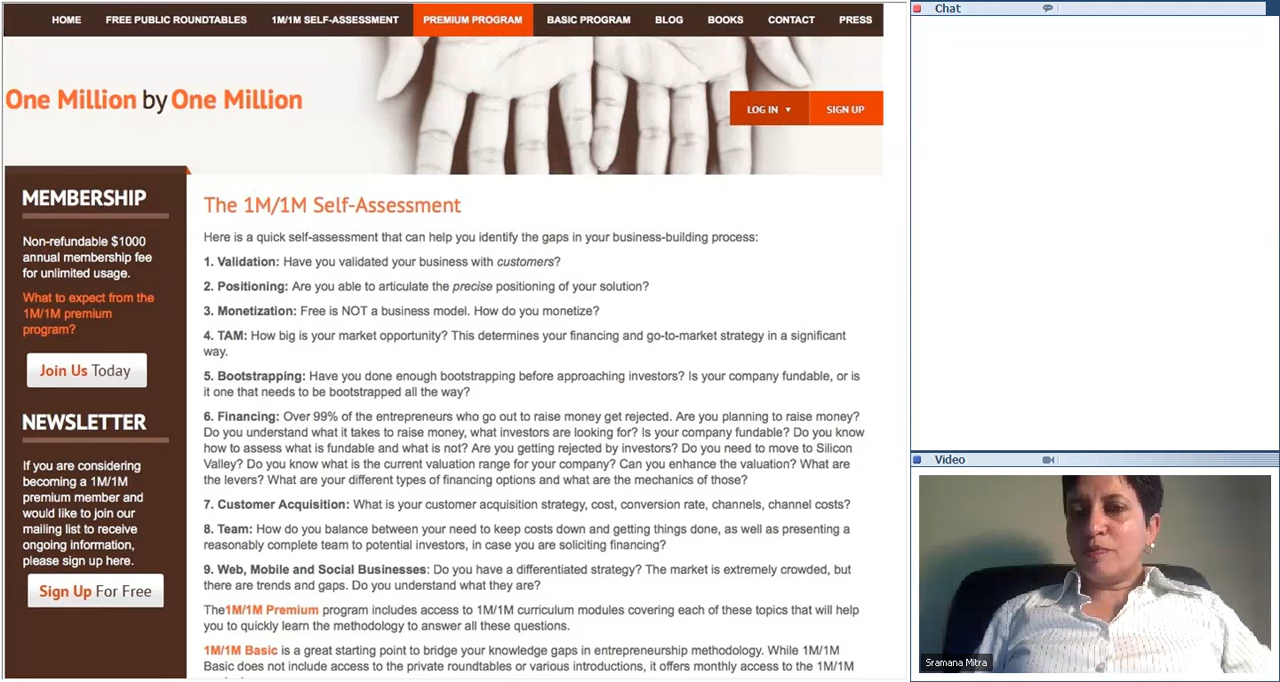 HOME FREE PUBLIC ROUNDTABLES 1M/1M SELF-ASSESSMENT PREMIUM PROGRAM BASIC PROGRAM BLOG BOOKS CONTACT PRESS
One Million by One Million
LOG IN SIGN UP
MEMBERSHIP
Non-refundable $1000
annual membership fee
for unlimited usage.
What to expect from the
1M/1M premium
program?
Join Us Today
NEWSLETTER
If you are considering
becoming a 1M/1M
premium member and
would like to join our
mailing list to receive
ongoing information,
please sign up here.
Sign Up For Free
The 1M/1M Self-Assessment
Here is a quick self-assessment that can help you identify the gaps in your business-building process:
1. Validation: Have you validated your business with customers?
2. Positioning: Are you able to articulate the precise positioning of your solution?
3. Monetization: Free is NOT a business model. How do you monetize?
4. TAM: How big is your market opportunity? This determines your financing and go-to-market strategy in a significant
way.
5. Bootstrapping: Have you done enough bootstrapping before approaching investors? Is your company fundable, or is
it one that needs to be bootstrapped all the way?
6. Financing: Over 99% of the entrepreneurs who go out to raise money get rejected. Are you planning to raise money?
Do you understand what it takes to raise money, what investors are looking for? Is your company fundable? Do you know
how to assess what is fundable and what is not? Are you getting rejected by investors? Do you need to move to Silicon
Valley? Do you know what is the current valuation range for your company? Can you enhance the valuation? What are
the levers? What are your different types of financing options and what are the mechanics of those?
7. Customer Acquisition: What is your customer acquisition strategy, cost, conversion rate, channels, channel costs?
8. Team: How do you balance between your need to keep costs down and getting things done, as well as presenting a
reasonably complete team to potential investors, in case you are soliciting financing?
9. Web, Mobile and Social Businesses: Do you have a differentiated strategy? The market is extremely crowded, but
there are trends and gaps. Do you understand what they are?
The1M/1M Premium program includes access to 1M/1M curriculum modules covering each of these topics that will help
you to quickly learn the methodology to answer all these questions.
1M/1M Basic is a great starting point to bridge your knowledge gaps in entrepreneurship methodology. While 1M/1M
Basic does not include access to the private roundtables or various introductions, it offers monthly access to the 1M/1M
Chat
Video
Sramana Mitra